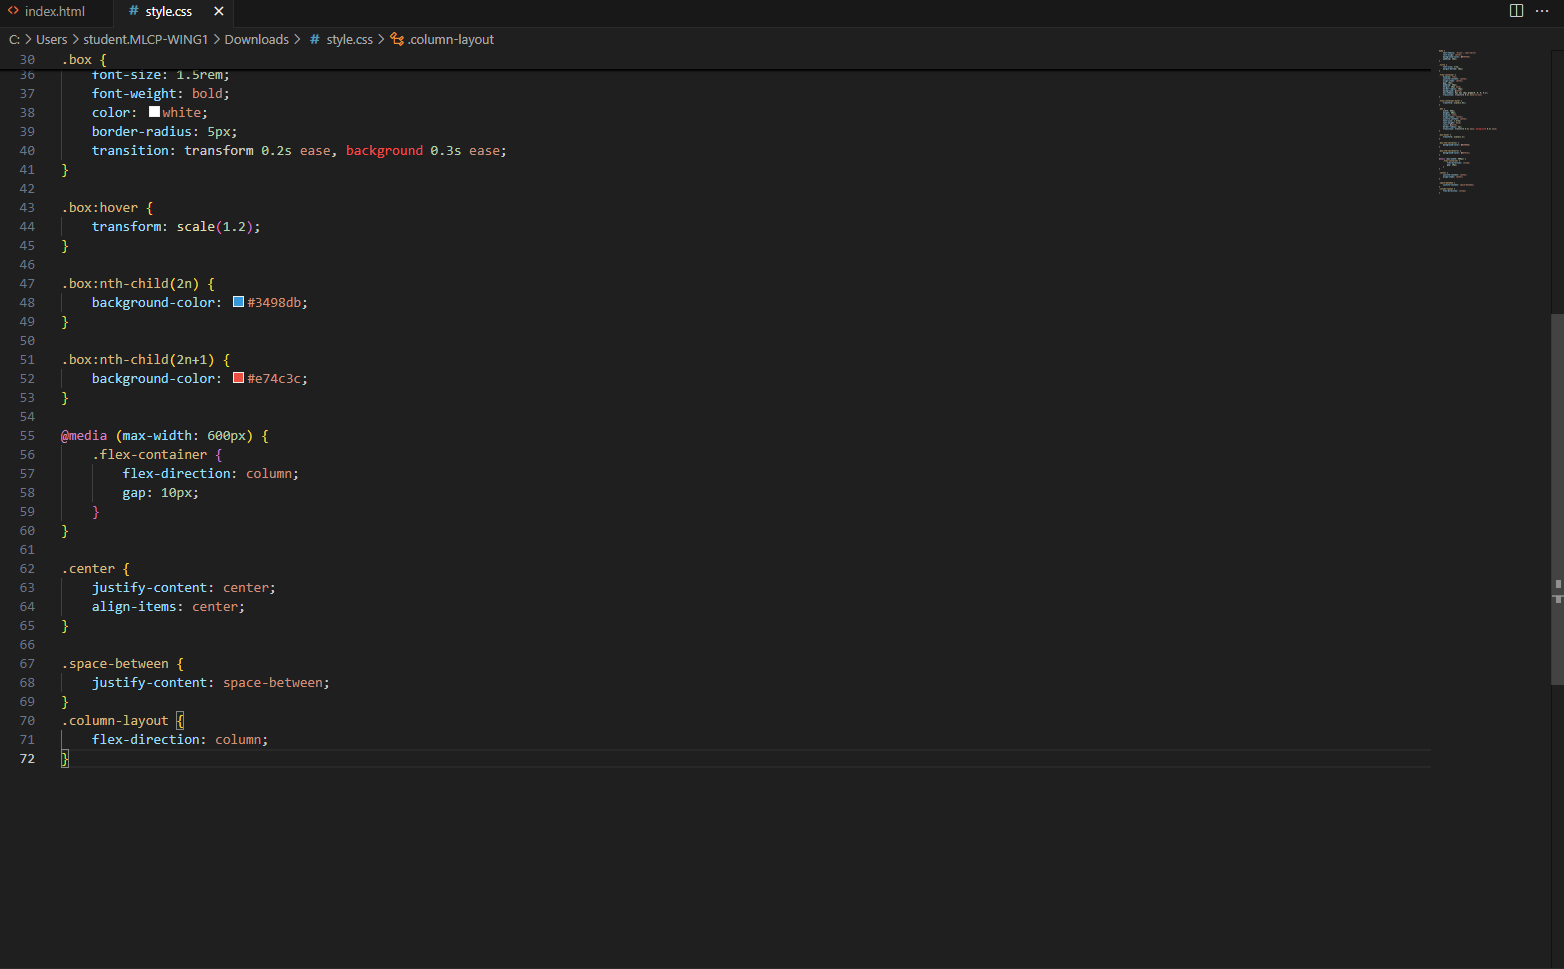 index.html
style.css
C: > Users > student.MLCP-WING1 > Downloads > # style.css > .column-layout
30 .box {
36     font-size: 1.5rem;
37     font-weight: bold;
38     color: white;
39     border-radius: 5px;
40     transition: transform 0.2s ease, background 0.3s ease;
41 }
42
43 .box:hover {
44     transform: scale(1.2);
45 }
46
47 .box:nth-child(2n) {
48     background-color: #3498db;
49 }
50
51 .box:nth-child(2n+1) {
52     background-color: #e74c3c;
53 }
54
55 @media (max-width: 600px) {
56     .flex-container {
57         flex-direction: column;
58         gap: 10px;
59     }
60 }
61
62 .center {
63     justify-content: center;
64     align-items: center;
65 }
66
67 .space-between {
68     justify-content: space-between;
69 }
70 .column-layout {
71     flex-direction: column;
72 }